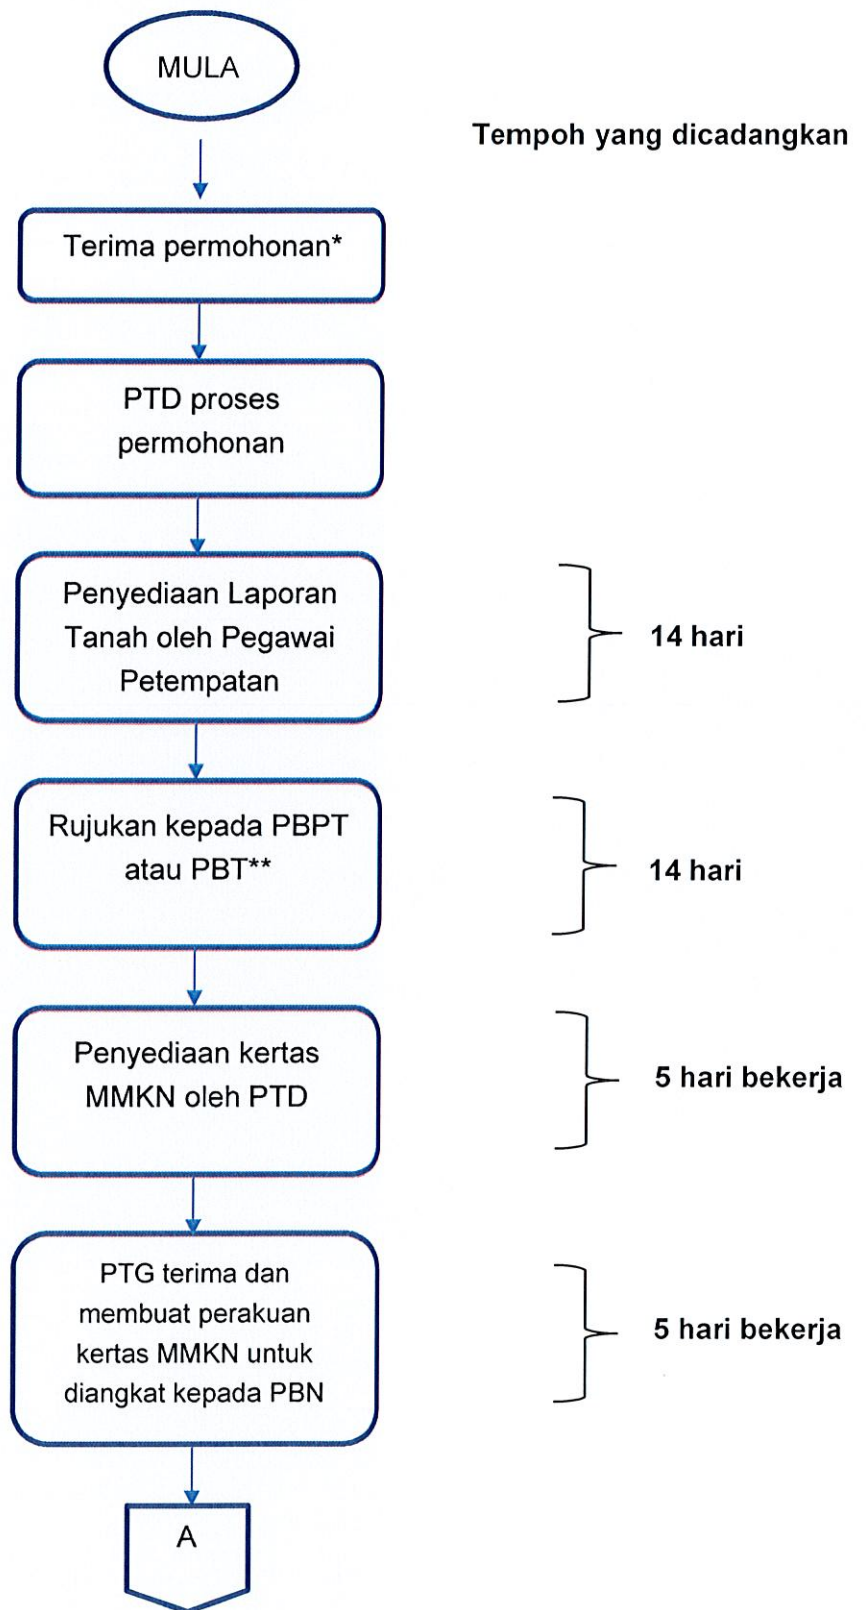 MULA
Tempoh yang dicadangkan
Terima permohonan*
PTD proses
permohonan
Penyediaan Laporan
Tanah oleh Pegawai
Petempatan
14 hari
Rujukan kepada PBPT
atau PBT**
14 hari
Penyediaan kertas
MMKN oleh PTD
5 hari bekerja
PTG terima dan
membuat perakuan
kertas MMKN untuk
diangkat kepada PBN
5 hari bekerja
A